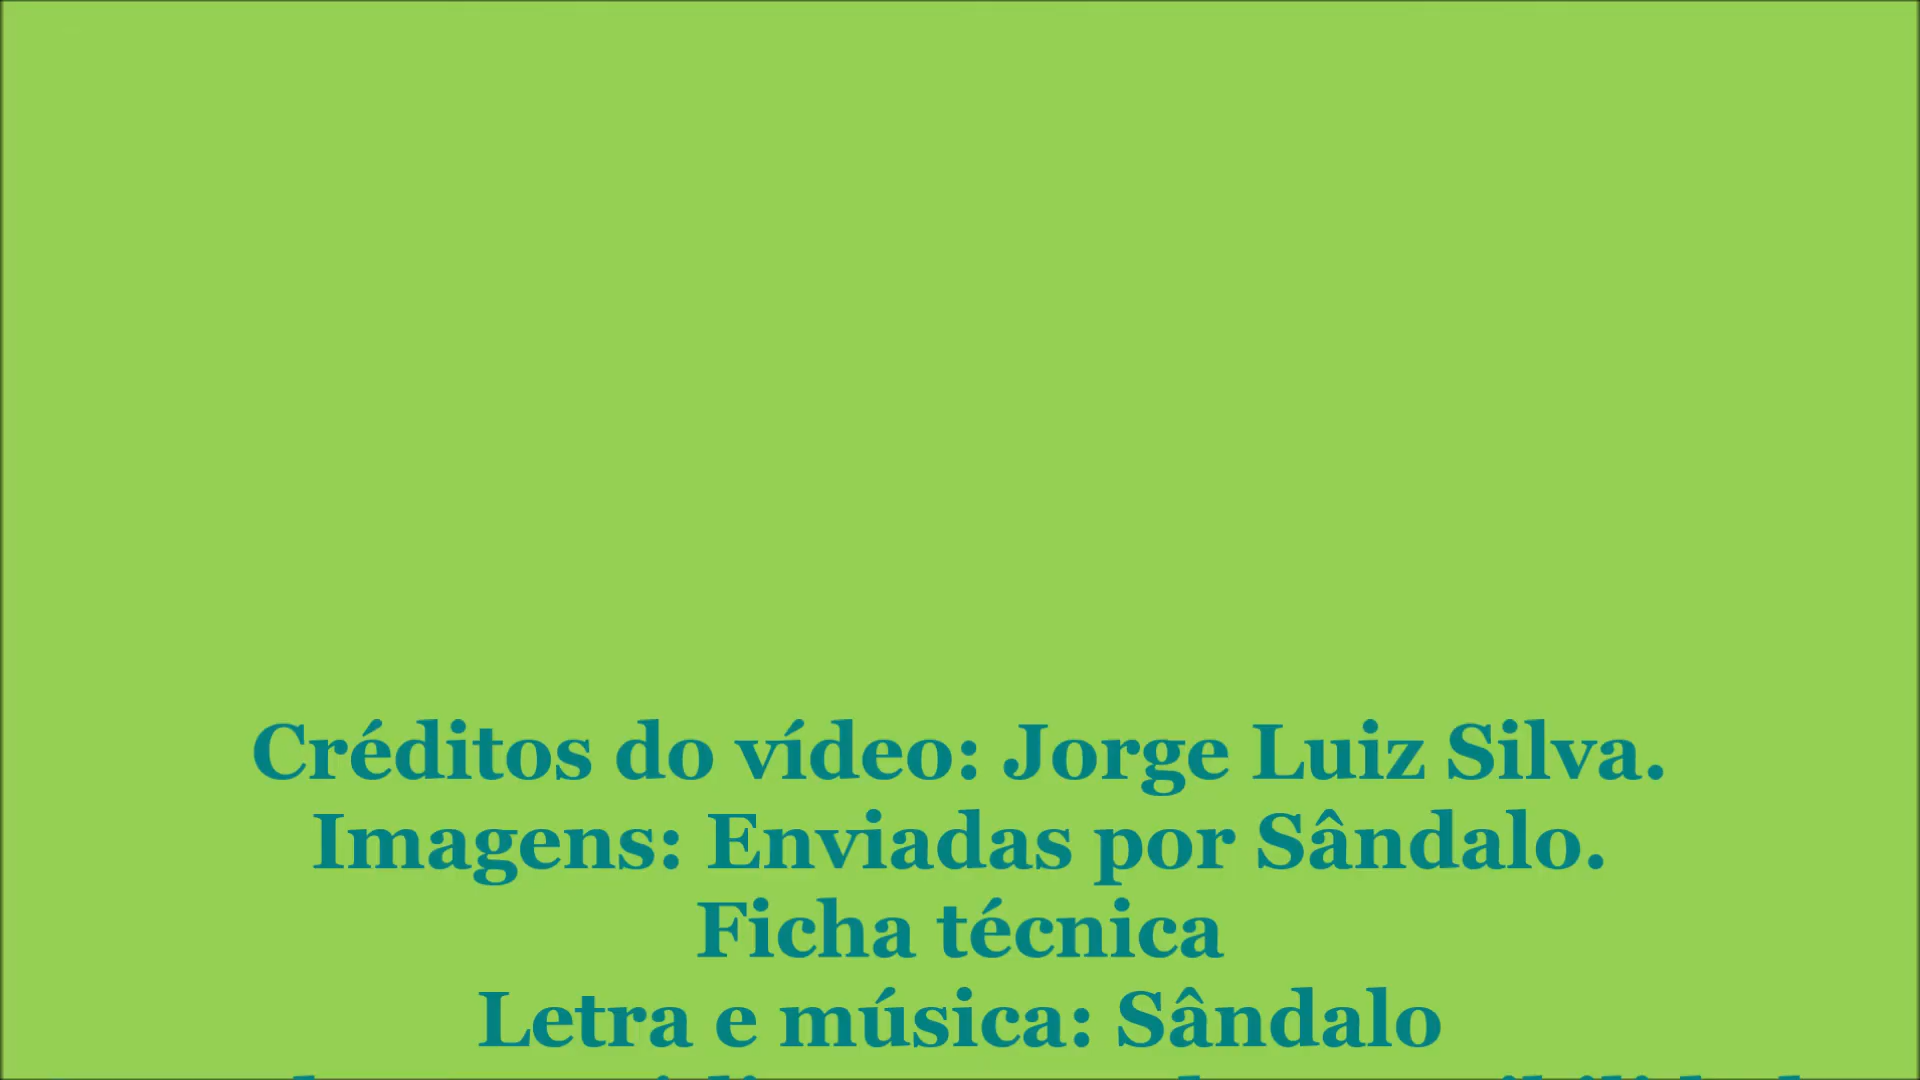 Créditos do vídeo: Jorge Luiz Silva.
Imagens: Enviadas por Sândalo.
Ficha técnica
Letra e música: Sândalo